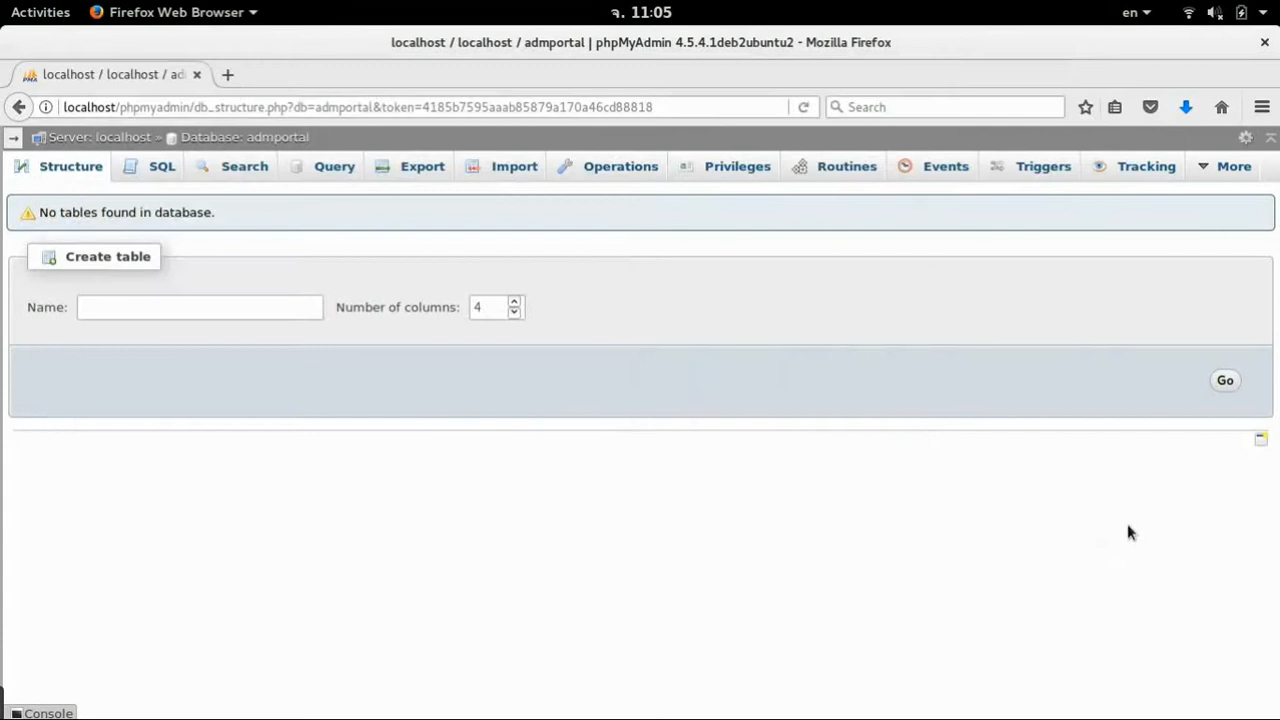 Activities Firefox Web Browser จ. 11:05 en
localhost / localhost / admportal | phpMyAdmin 4.5.4.1deb2ubuntu2 - Mozilla Firefox
localhost / localhost / ad
localhost/phpmyadmin/db_structure.php?db=admportal&token=4185b7595aaab85879a170a46cd88818 Search
Server: localhost » Database: admportal
Structure SQL Search Query Export Import Operations Privileges Routines Events Triggers Tracking More
No tables found in database.
Create table
Name: Number of columns: 4
Go
Console